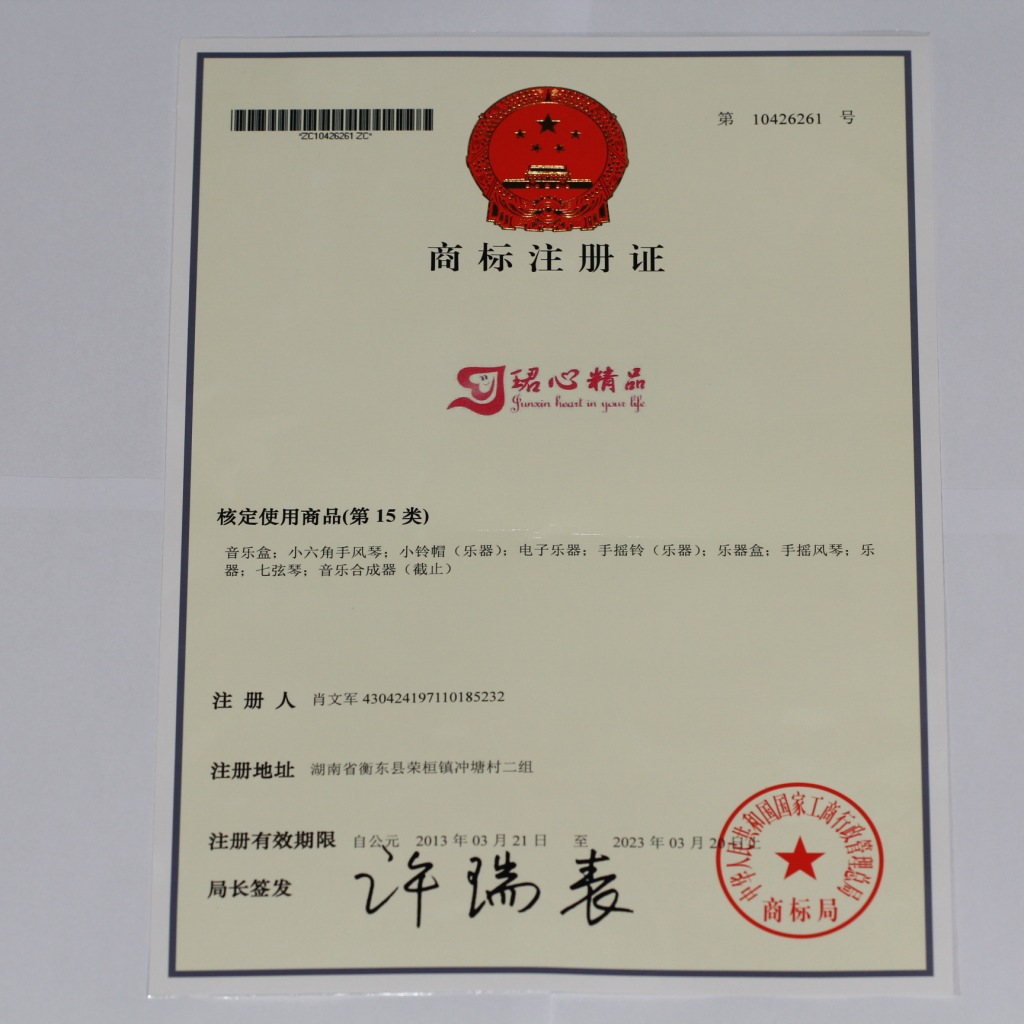 *ZC10426261ZC*
第 10426261 号
商标注册证
珺心精品
Junxin heart in your life
核定使用商品(第 15 类)
音乐盒；小六角手风琴；小铃帽（乐器）；电子乐器；手摇铃（乐器）；乐器盒；手摇风琴；乐
器；七弦琴；音乐合成器（截止）
注册人 肖文军 430424197110185232
注册地址 湖南省衡东县荣桓镇冲塘村二组
注册有效期限 自公元 2013 年 03 月 21 日 至 2023 年 03 月 20 日止
局长签发 许瑞表
中华人民共和国国家工商行政管理总局
商标局